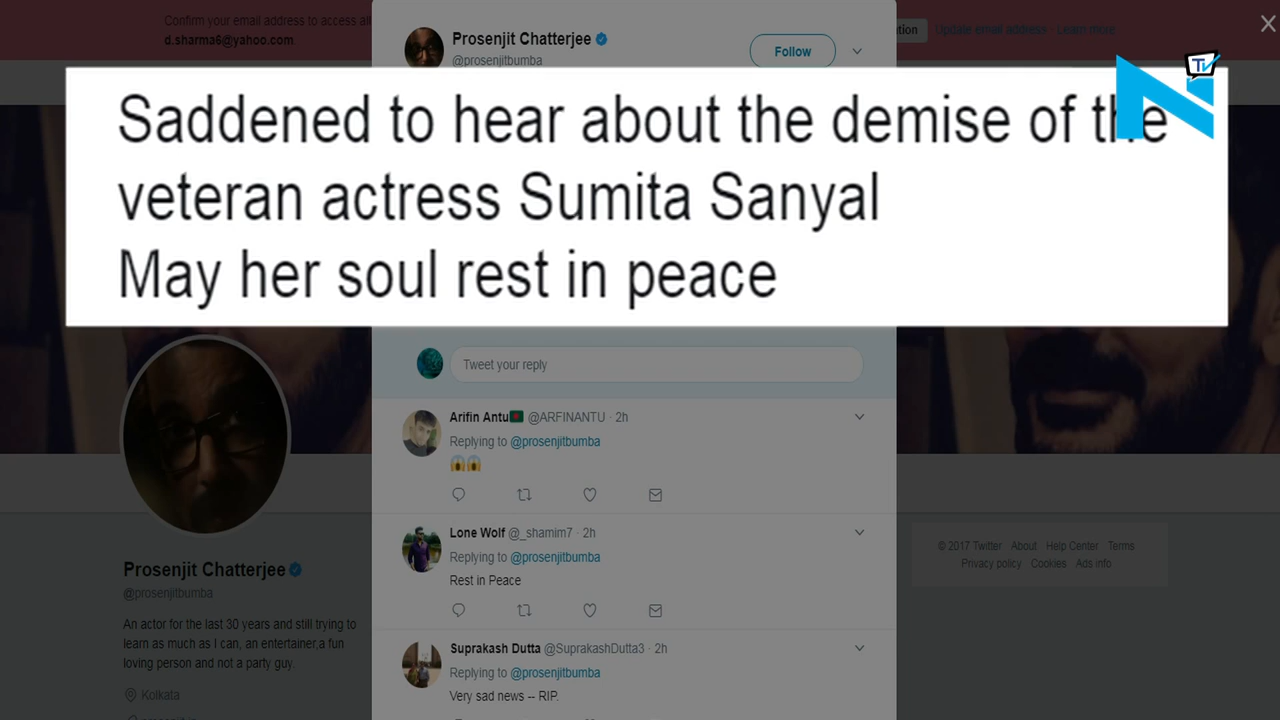 Confirm your email address to access all
d.sharma6@yahoo.com.
Update email address · Learn more
Prosenjit Chatterjee
@prosenjitbumba
Follow
TV
Saddened to hear about the demise of the
veteran actress Sumita Sanyal
May her soul rest in peace
Tweet your reply
Arifin Antu @ARFINANTU · 2h
Replying to @prosenjitbumba
Lone Wolf @_shamim7 · 2h
Replying to @prosenjitbumba
Rest in Peace
Suprakash Dutta @SuprakashDutta3 · 2h
Replying to @prosenjitbumba
Very sad news -- RIP.
Prosenjit Chatterjee
@prosenjitbumba
An actor for the last 30 years and still trying to
learn as much as I can, an entertainer,a fun
loving person and not a party guy.
Kolkata
© 2017 Twitter About Help Center Terms
Privacy policy Cookies Ads info